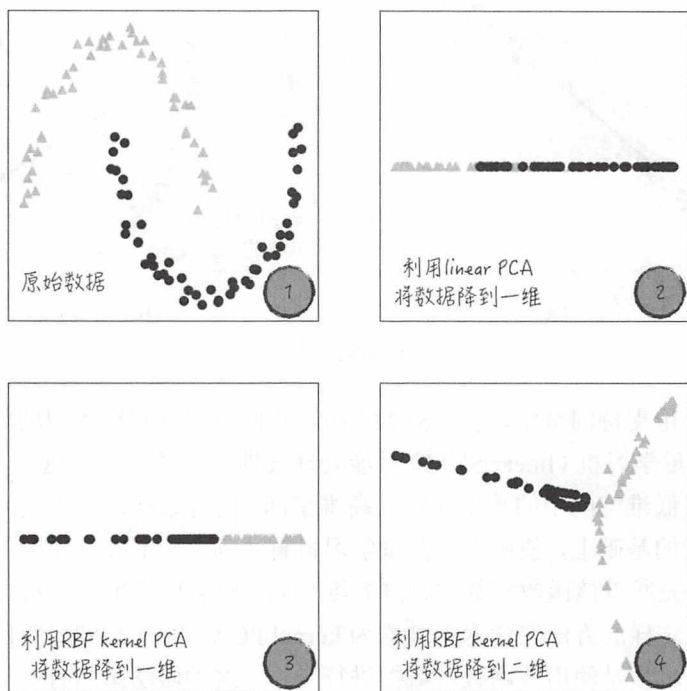 原始数据
1
利用linear PCA
将数据降到一维
2
利用RBF kernel PCA
将数据降到一维
3
利用RBF kernel PCA
将数据降到二维
4